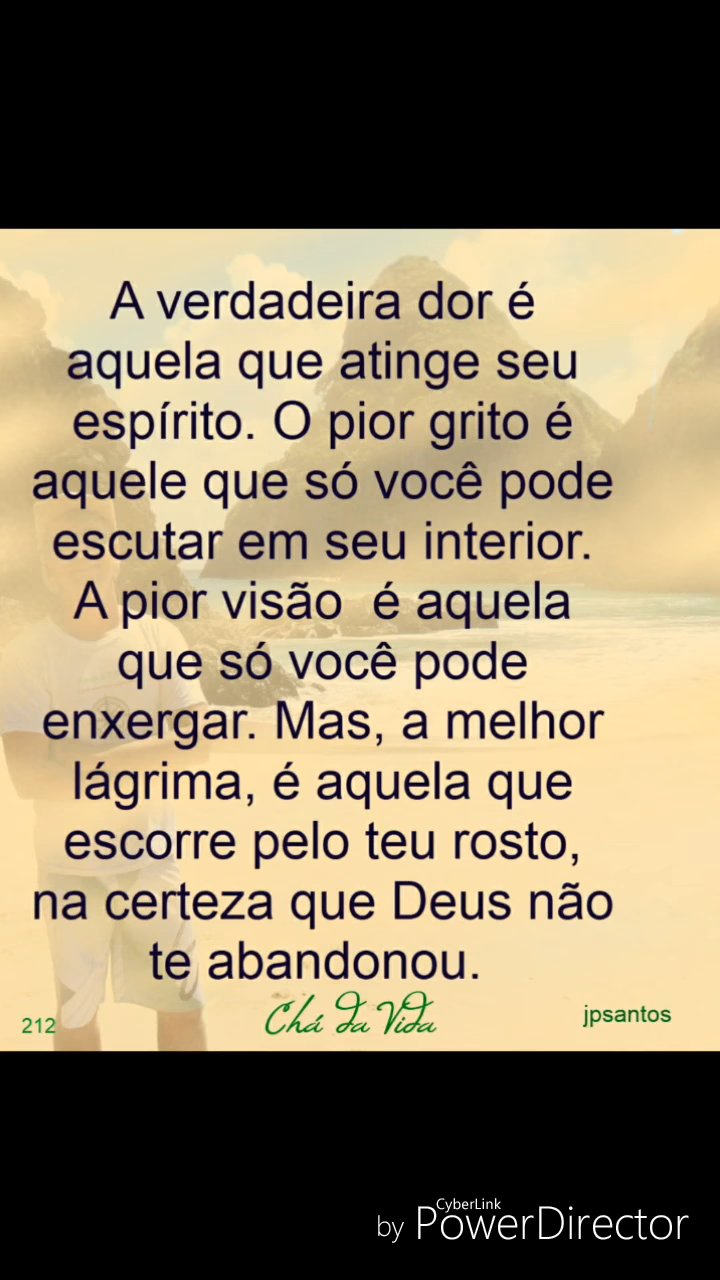 A verdadeira dor é
aquela que atinge seu
espírito. O pior grito é
aquele que só você pode
escutar em seu interior.
A pior visão é aquela
que só você pode
enxergar. Mas, a melhor
lágrima, é aquela que
escorre pelo teu rosto,
na certeza que Deus não
te abandonou.
212
Chá da Vida
jpsantos
CyberLink
by PowerDirector